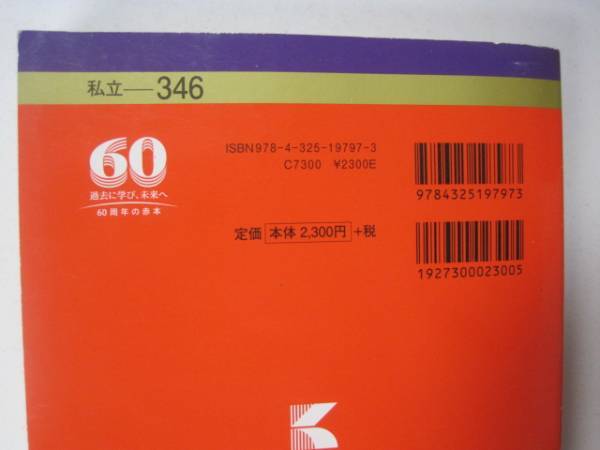 私立―346
60
過去に学び、未来へ
60周年の赤本
ISBN978-4-325-19797-3
C7300 ¥2300E
定価 本体2,300円 +税
9784325197973
1927300023005